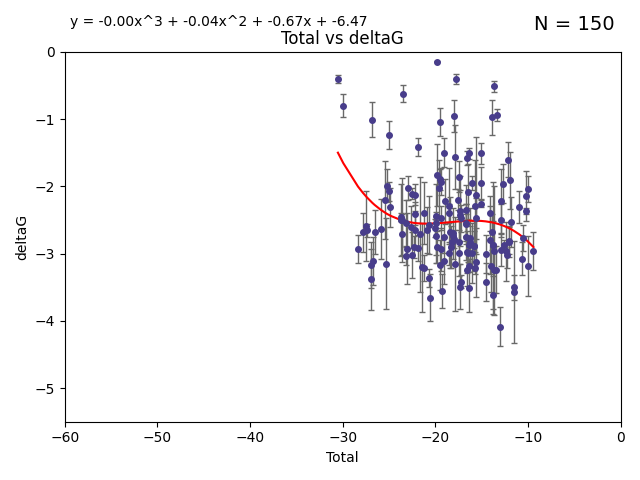 y = -0.00x^3 + -0.04x^2 + -0.67x + -6.47
N = 150
Total vs deltaG
0
−1
−2
−3
−4
−5
deltaG
−60 −50 −40 −30 −20 −10 0
Total